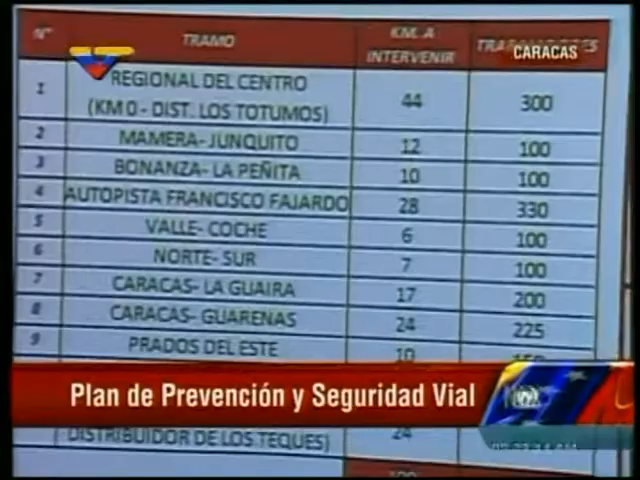 N° TRAMO KM. A INTERVENIR TRABAJADORES
CARACAS
1 REGIONAL DEL CENTRO (KM 0 - DIST. LOS TOTUMOS) 44 300
2 MAMERA- JUNQUITO 12 100
3 BONANZA- LA PEÑITA 10 100
4 AUTOPISTA FRANCISCO FAJARDO 28 330
5 VALLE- COCHE 6 100
6 NORTE- SUR 7 100
7 CARACAS- LA GUAIRA 17 200
8 CARACAS- GUARENAS 24 225
9 PRADOS DEL ESTE 10
Plan de Prevención y Seguridad Vial
DISTRIBUIDOR DE LOS TEQUES) 24